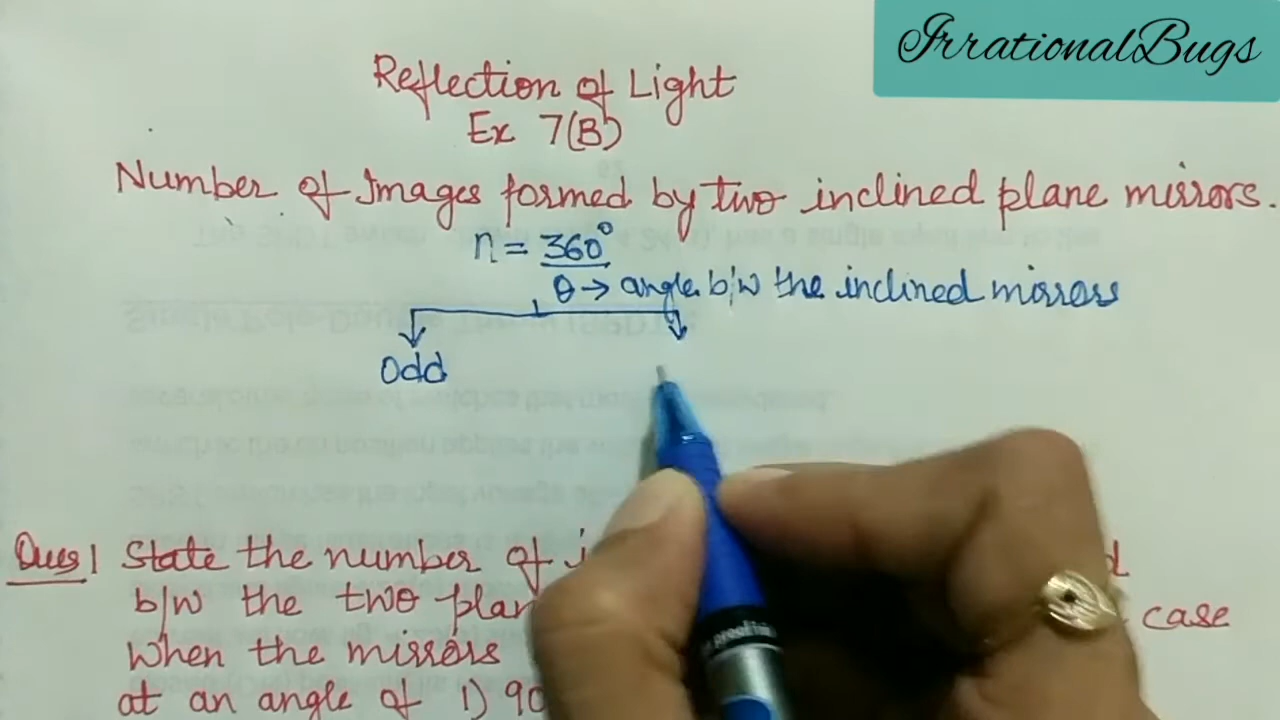 IrrationalBugs
Reflection of Light
Ex 7(B)
Number of Images formed by two inclined plane mirrors.
n = 360°
θ → angle b/w the inclined mirrors
Odd
Ques 1 State the number of
b/w the two case
When the mirrors
at an angle of 1) 90